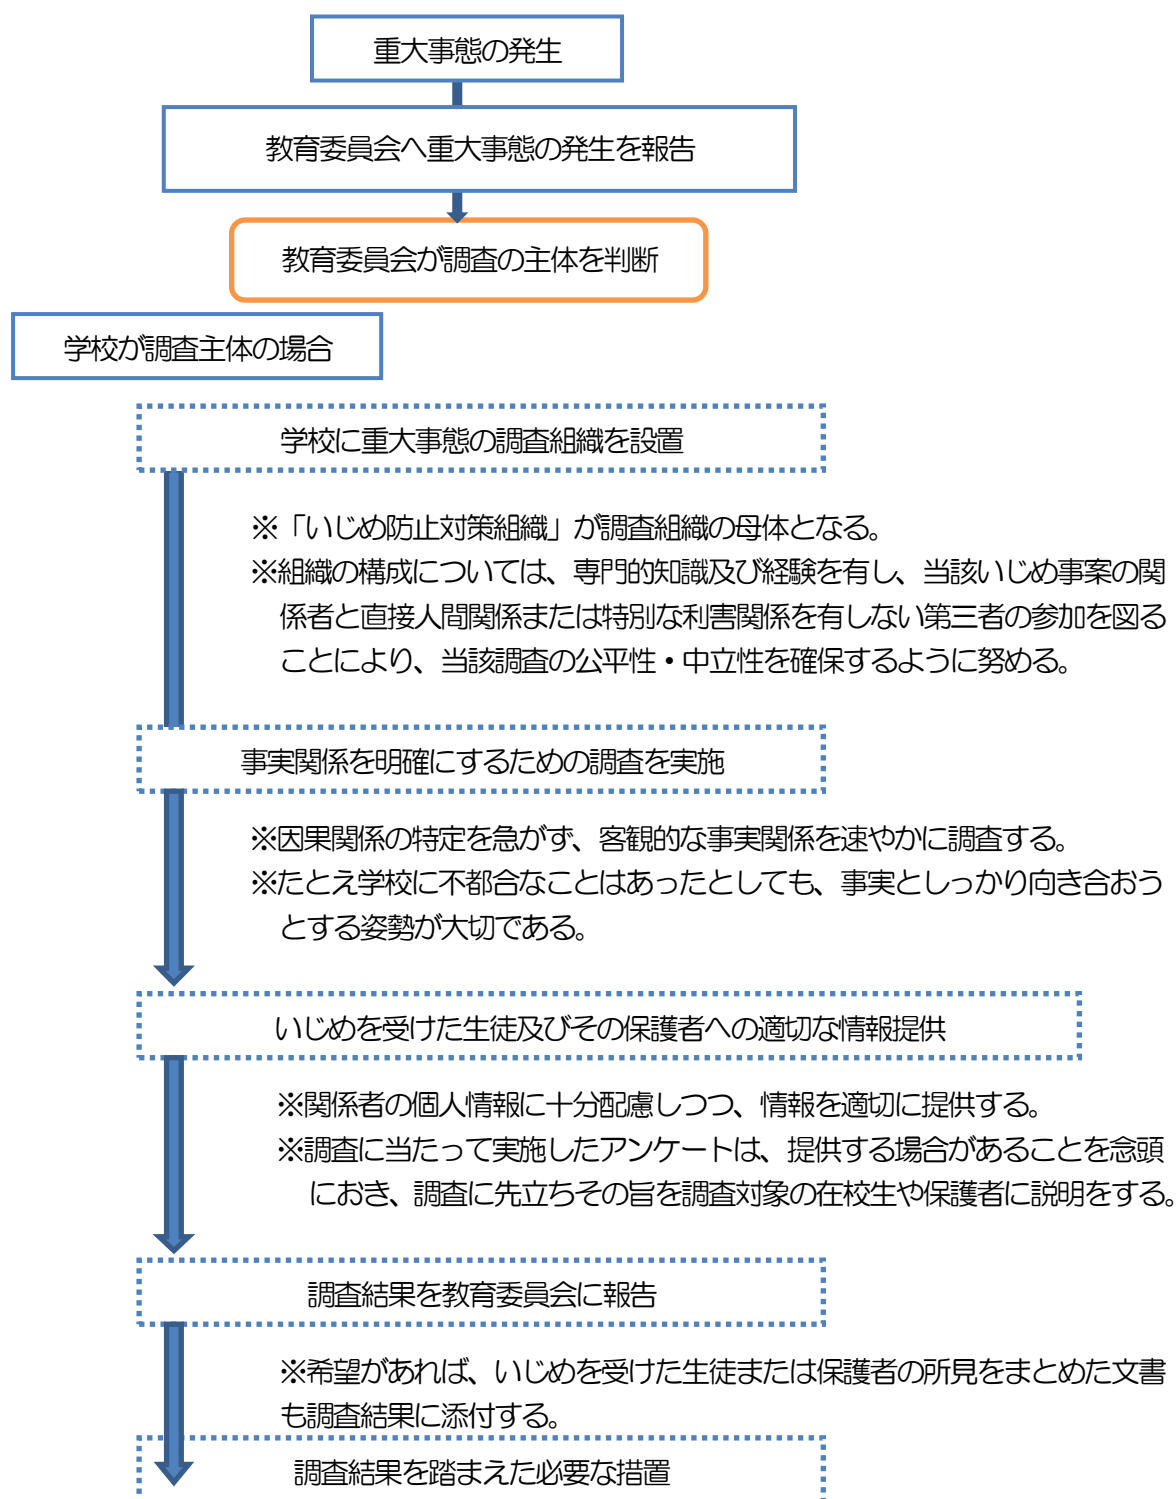 重大事態の発生
教育委員会へ重大事態の発生を報告
教育委員会が調査の主体を判断
学校が調査主体の場合
学校に重大事態の調査組織を設置
※「いじめ防止対策組織」が調査組織の母体となる。
※組織の構成については、専門的知識及び経験を有し、当該いじめ事案の関
係者と直接人間関係または特別な利害関係を有しない第三者の参加を図る
ことにより、当該調査の公平性・中立性を確保するように努める。
事実関係を明確にするための調査を実施
※因果関係の特定を急がず、客観的な事実関係を速やかに調査する。
※たとえ学校に不都合なことはあったとしても、事実としっかり向き合おう
とする姿勢が大切である。
いじめを受けた生徒及びその保護者への適切な情報提供
※関係者の個人情報に十分配慮しつつ、情報を適切に提供する。
※調査に当たって実施したアンケートは、提供する場合があることを念頭
におき、調査に先立ちその旨を調査対象の在校生や保護者に説明をする。
調査結果を教育委員会に報告
※希望があれば、いじめを受けた生徒または保護者の所見をまとめた文書
も調査結果に添付する。
調査結果を踏まえた必要な措置